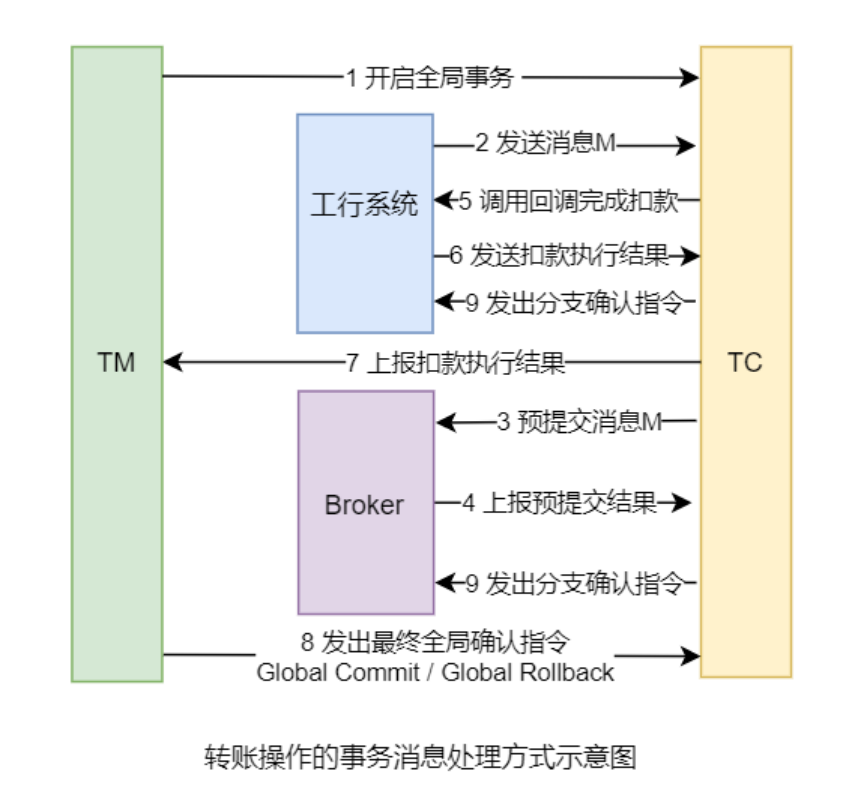 1 开启全局事务
2 发送消息M
工行系统
5 调用回调完成扣款
6 发送扣款执行结果
9 发出分支确认指令
TM
7 上报扣款执行结果
TC
3 预提交消息M
Broker
4 上报预提交结果
9 发出分支确认指令
8 发出最终全局确认指令
Global Commit / Global Rollback
转账操作的事务消息处理方式示意图